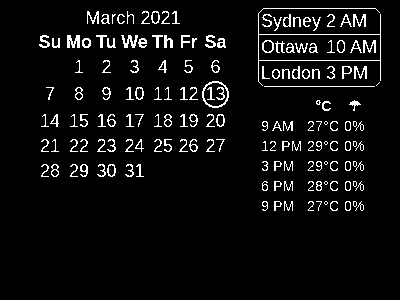 March 2021
Su Mo Tu We Th Fr Sa
1 2 3 4 5 6
7 8 9 10 11 12 13
14 15 16 17 18 19 20
21 22 23 24 25 26 27
28 29 30 31
Sydney 2 AM
Ottawa 10 AM
London 3 PM
°C ☂
9 AM 27°C 0%
12 PM 29°C 0%
3 PM 29°C 0%
6 PM 28°C 0%
9 PM 27°C 0%